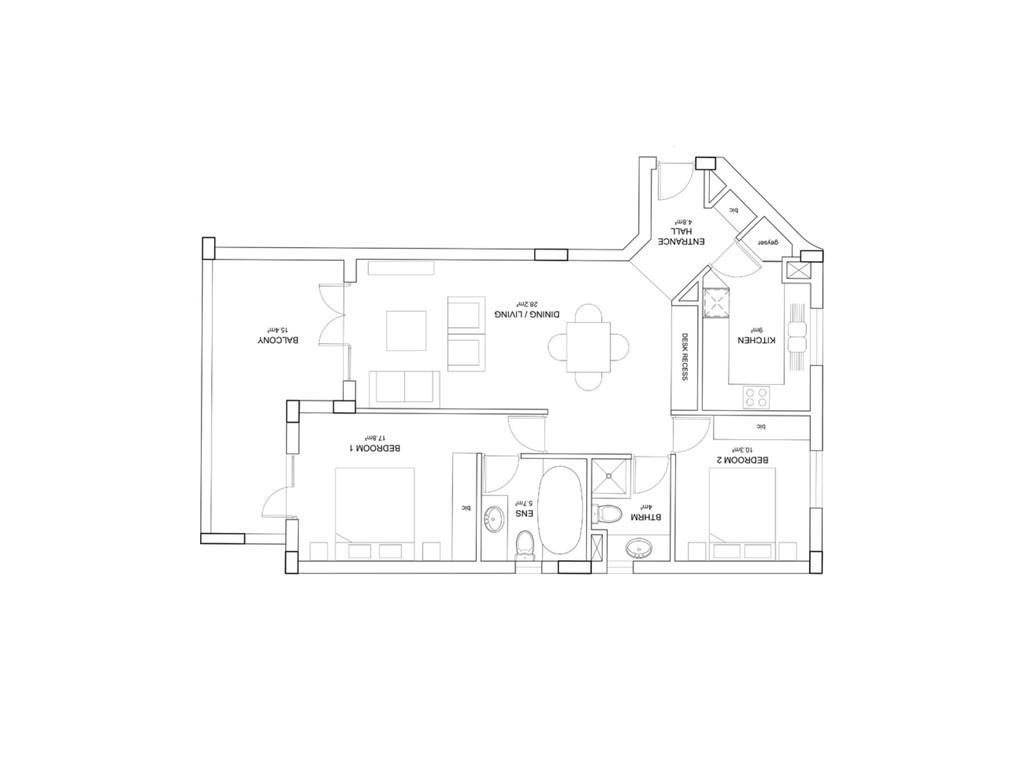 ENTRANCE
HALL
4.8m²
bic
geyser
DINING / LIVING
28.2m²
BALCONY
15.4m²
KITCHEN
9m²
DESK RECESS
BEDROOM 1
17.8m²
bic
BEDROOM 2
10.3m²
bic
ENS
5.7m²
BTHRM
4m²